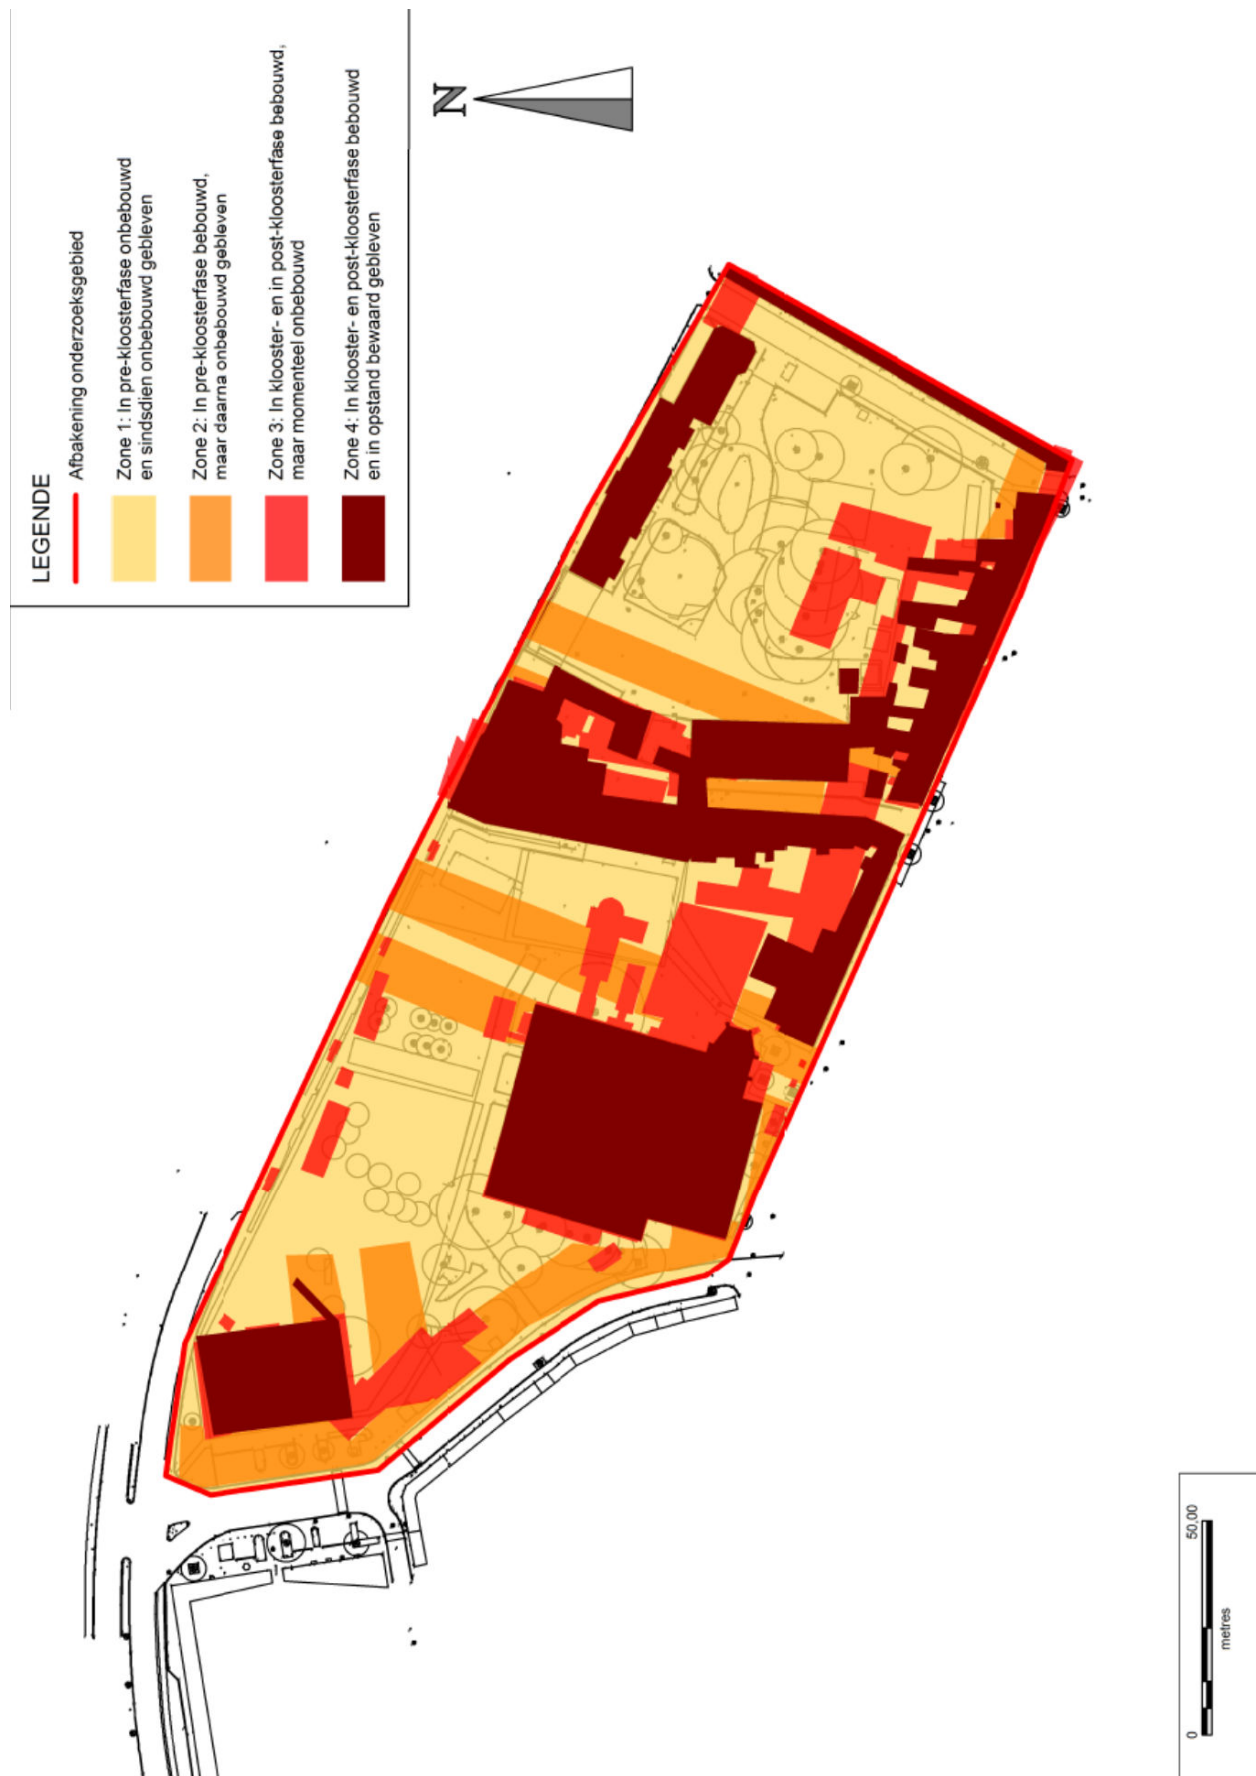 LEGENDE
Afbakening onderzoeksgebied
Zone 1: In pre-kloosterfase onbebouwd
en sindsdien onbebouwd gebleven
Zone 2: In pre-kloosterfase bebouwd,
maar daarna onbebouwd gebleven
Zone 3: In klooster- en in post-kloosterfase bebouwd,
maar momenteel onbebouwd
Zone 4: In klooster- en post-kloosterfase bebouwd
en in opstand bewaard gebleven
N
0
50,00
metres